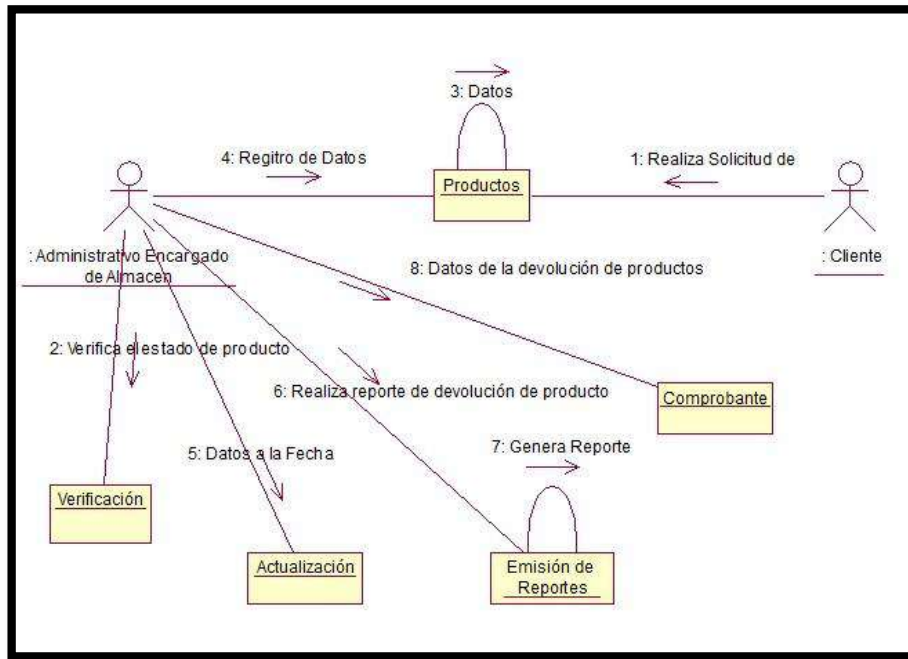 3: Datos
4: Regitro de Datos
1: Realiza Solicitud de
Productos
: Administrativo Encargado
de Almacen
: Cliente
8: Datos de la devolución de productos
2: Verifica el estado de producto
6: Realiza reporte de devolución de producto
Comprobante
5: Datos a la Fecha
7: Genera Reporte
Verificación
Actualización
Emisión de
Reportes